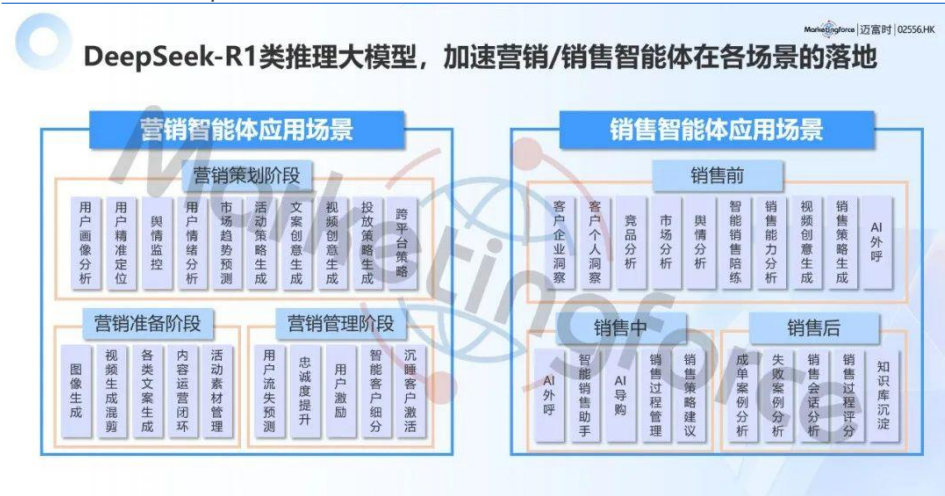 Marketingforce | 迈富时 | 02556.HK
DeepSeek-R1类推理大模型，加速营销/销售智能体在各场景的落地
营销智能体应用场景
营销策划阶段
用户画像分析
用户精准定位
舆情监控
用户情绪分析
市场趋势预测
活动策略生成
文案创意生成
视频创意生成
投放策略生成
跨平台策略
营销准备阶段
图像生成
视频生成混剪
各类文案生成
内容运营闭环
活动素材管理
营销管理阶段
用户流失预测
忠诚度提升
用户激励
智能客户细分
沉睡客户激活
销售智能体应用场景
销售前
客户企业洞察
客户个人洞察
竞品分析
市场分析
舆情分析
智能销售陪练
销售能力分析
视频创意生成
销售策略生成
AI外呼
销售中
AI外呼
智能销售助手
AI导购
销售过程管理
销售策略建议
销售后
成单案例分析
失败案例分析
销售会话分析
销售过程评分
知识库沉淀
Marketingforce